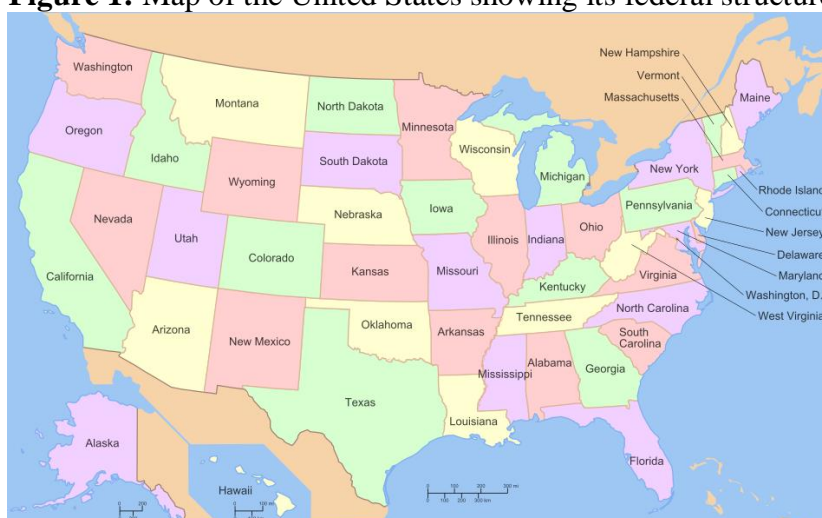 Figure 1: Map of the United States showing its federal structure
New Hampshire
Vermont
Massachusetts
Washington
Montana
North Dakota
Minnesota
Maine
Oregon
Idaho
South Dakota
Wisconsin
Michigan
New York
Wyoming
Rhode Island
Connecticut
New Jersey
Delaware
Maryland
Washington, D.
West Virginia
Nevada
Utah
Nebraska
Iowa
Pennsylvania
California
Colorado
Kansas
Missouri
Illinois
Indiana
Ohio
Virginia
Kentucky
Arizona
New Mexico
Oklahoma
Arkansas
Tennessee
North Carolina
South
Carolina
Texas
Louisiana
Mississippi
Alabama
Georgia
Alaska
Hawaii
Florida